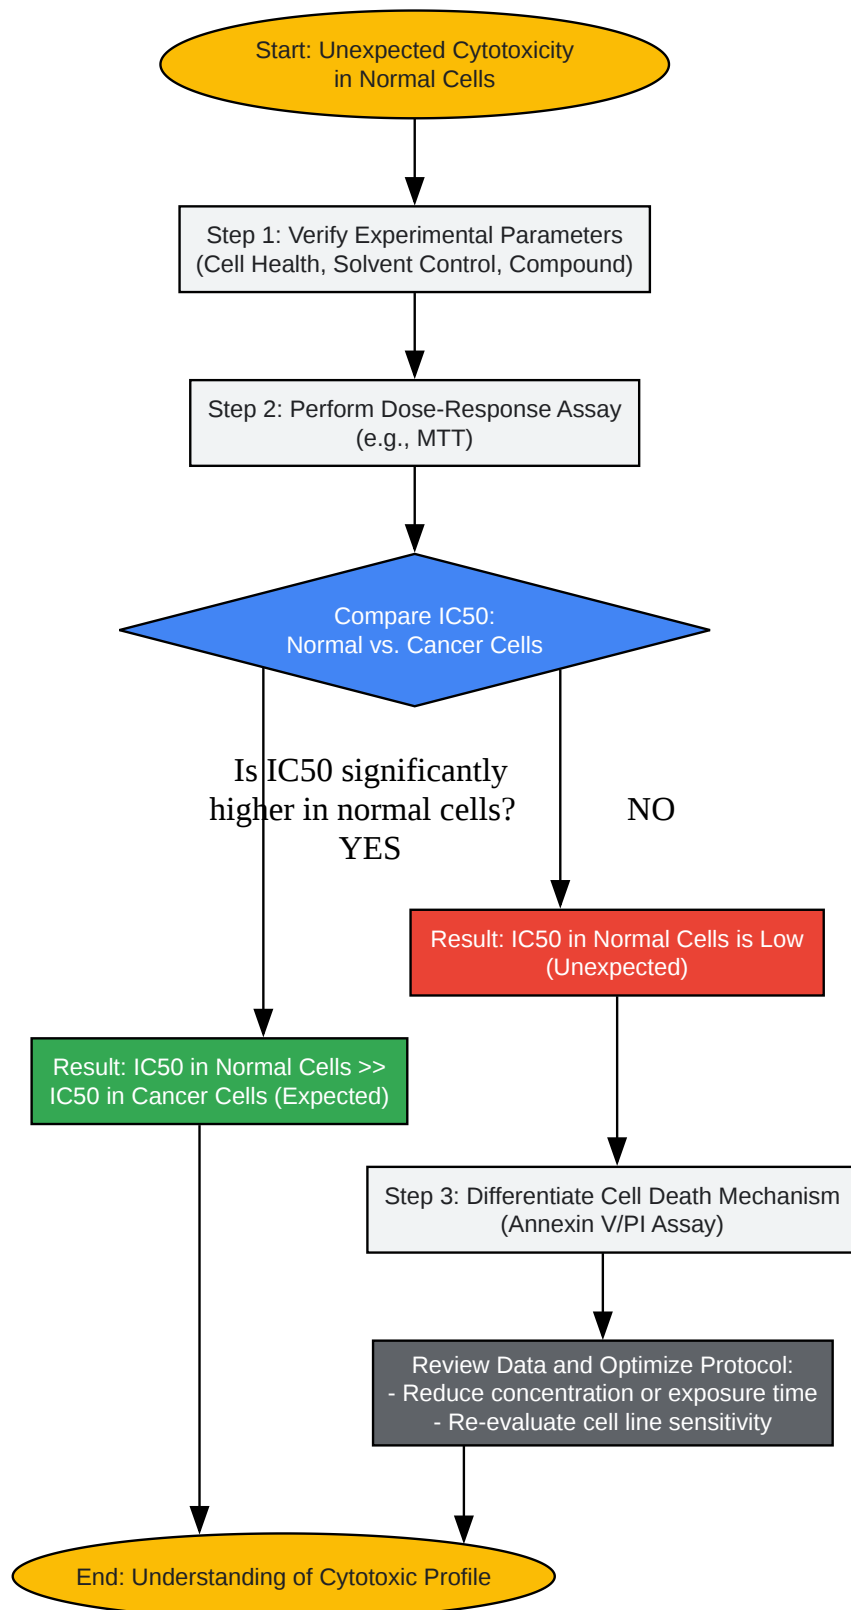 Start: Unexpected Cytotoxicity
in Normal Cells
Step 1: Verify Experimental Parameters
(Cell Health, Solvent Control, Compound)
Step 2: Perform Dose-Response Assay
(e.g., MTT)
Compare IC50:
Normal vs. Cancer Cells
Is IC50 significantly
higher in normal cells?
YES
NO
Result: IC50 in Normal Cells is Low
(Unexpected)
Result: IC50 in Normal Cells >>
IC50 in Cancer Cells (Expected)
Step 3: Differentiate Cell Death Mechanism
(Annexin V/PI Assay)
Review Data and Optimize Protocol:
- Reduce concentration or exposure time
- Re-evaluate cell line sensitivity
End: Understanding of Cytotoxic Profile